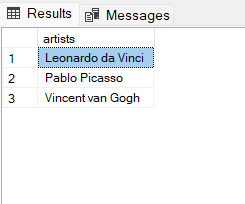 Results Messages
artists
1 Leonardo da Vinci
2 Pablo Picasso
3 Vincent van Gogh